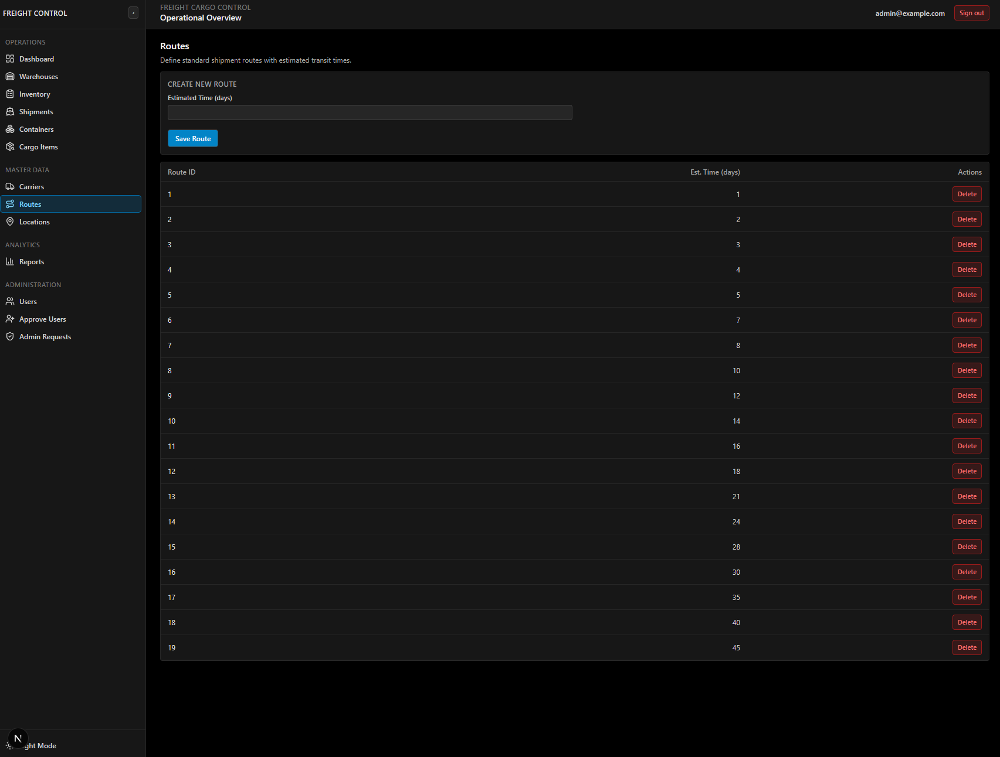 FREIGHT CONTROL
‹
FREIGHT CARGO CONTROL
Operational Overview
admin@example.com
Sign out
OPERATIONS
Dashboard
Warehouses
Inventory
Shipments
Containers
Cargo Items
MASTER DATA
Carriers
Routes
Locations
ANALYTICS
Reports
ADMINISTRATION
Users
Approve Users
Admin Requests
N
ght Mode
Routes
Define standard shipment routes with estimated transit times.
CREATE NEW ROUTE
Estimated Time (days)
Save Route
Route ID Est. Time (days) Actions
1 1 Delete
2 2 Delete
3 3 Delete
4 4 Delete
5 5 Delete
6 7 Delete
7 8 Delete
8 10 Delete
9 12 Delete
10 14 Delete
11 16 Delete
12 18 Delete
13 21 Delete
14 24 Delete
15 28 Delete
16 30 Delete
17 35 Delete
18 40 Delete
19 45 Delete